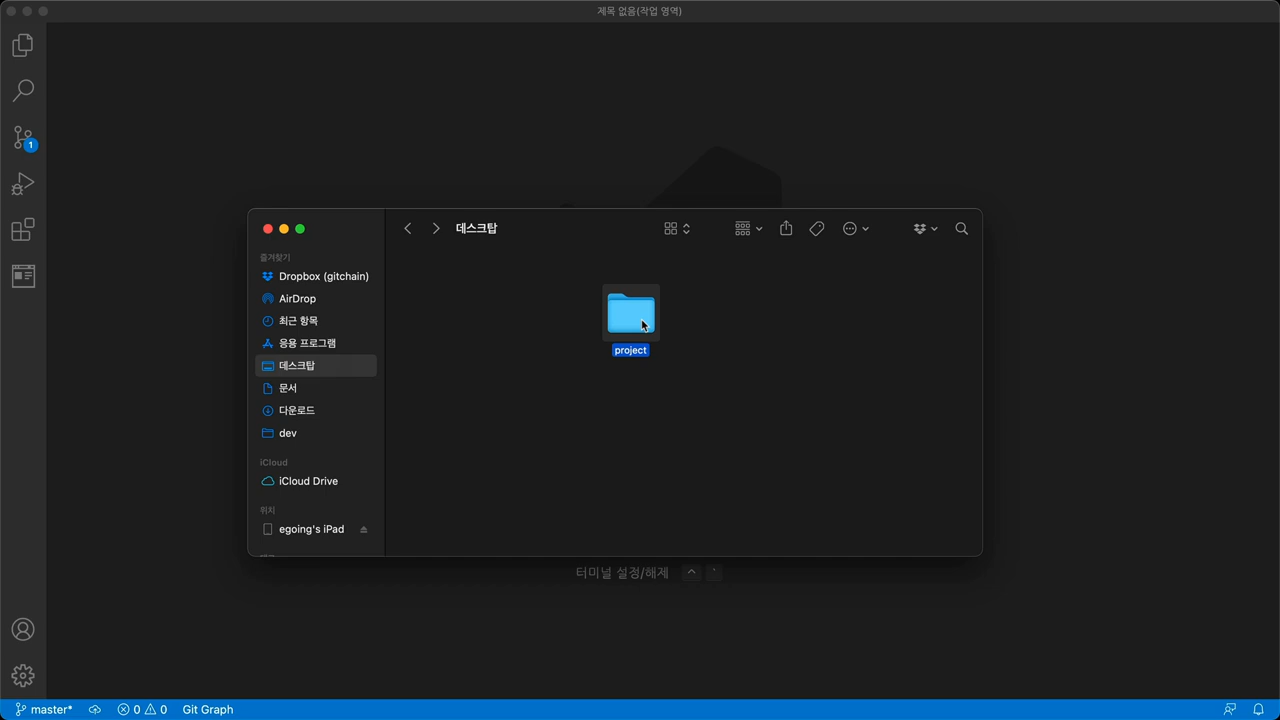 제목 없음(작업 영역)
1
데스크탑
즐겨찾기
Dropbox (gitchain)
AirDrop
최근 항목
응용 프로그램
데스크탑
문서
다운로드
dev
iCloud
iCloud Drive
위치
egoing's iPad
project
터미널 설정/해제 ^ `
master* 0 0 Git Graph